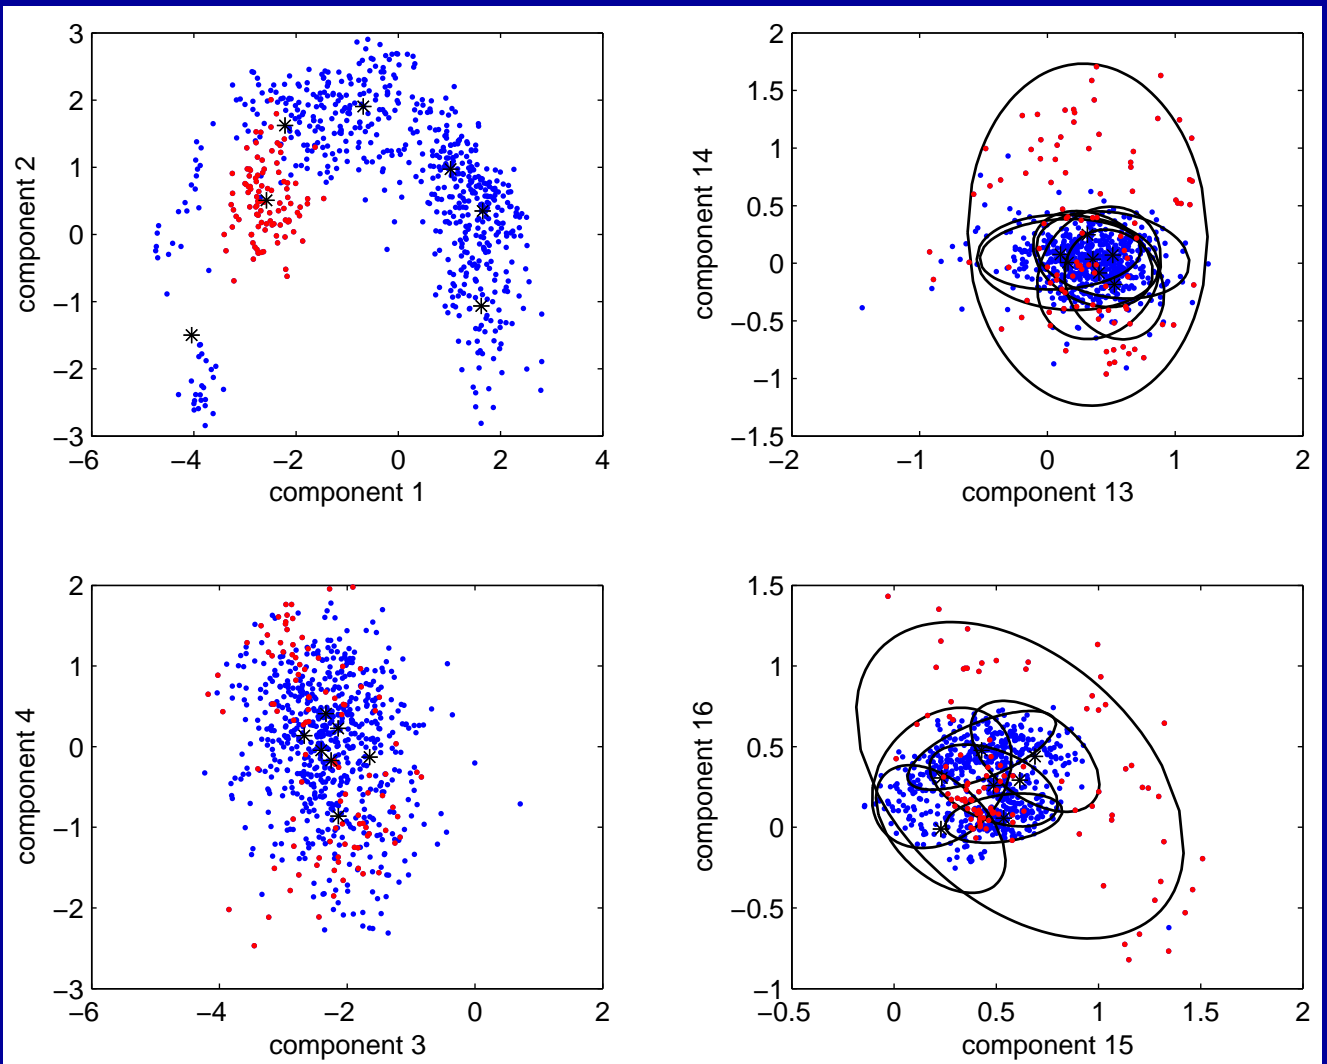 3
2
1
0
−1
−2
−3
−6 −4 −2 0 2 4
component 1
component 2
2
1.5
1
0.5
0
−0.5
−1
−1.5
−2 −1 0 1 2
component 13
component 14
2
1
0
−1
−2
−3
−6 −4 −2 0 2
component 3
component 4
1.5
1
0.5
0
−0.5
−1
−0.5 0 0.5 1 1.5 2
component 15
component 16